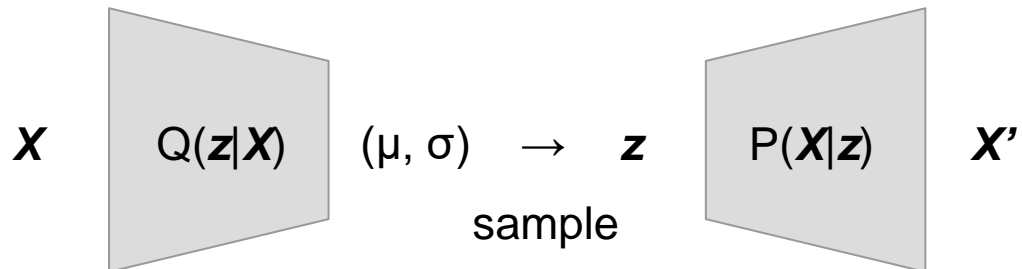 X Q(z|X) (μ, σ) → z P(X|z) X’
sample